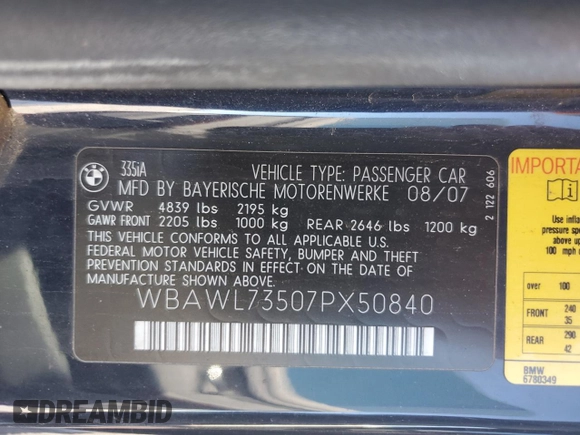 335iA
VEHICLE TYPE: PASSENGER CAR
MFD BY BAYERISCHE MOTORENWERKE 08/07
GVWR 4839 lbs 2195 kg
GAWR FRONT 2205 lbs 1000 kg REAR 2646 lbs 1200 kg
THIS VEHICLE CONFORMS TO ALL APPLICABLE U.S.
FEDERAL MOTOR VEHICLE SAFETY, BUMPER AND THEFT
PREVENTION STANDARDS IN EFFECT ON THE DATE OF
MANUFACTURE SHOWN ABOVE.
WBAWL73507PX50840
2 122 606
IMPORTA
Use infla
pressure spe
above
100 mph
over 100
FRONT 240
35
REAR 290
42
BMW
6780349
DREAMBID